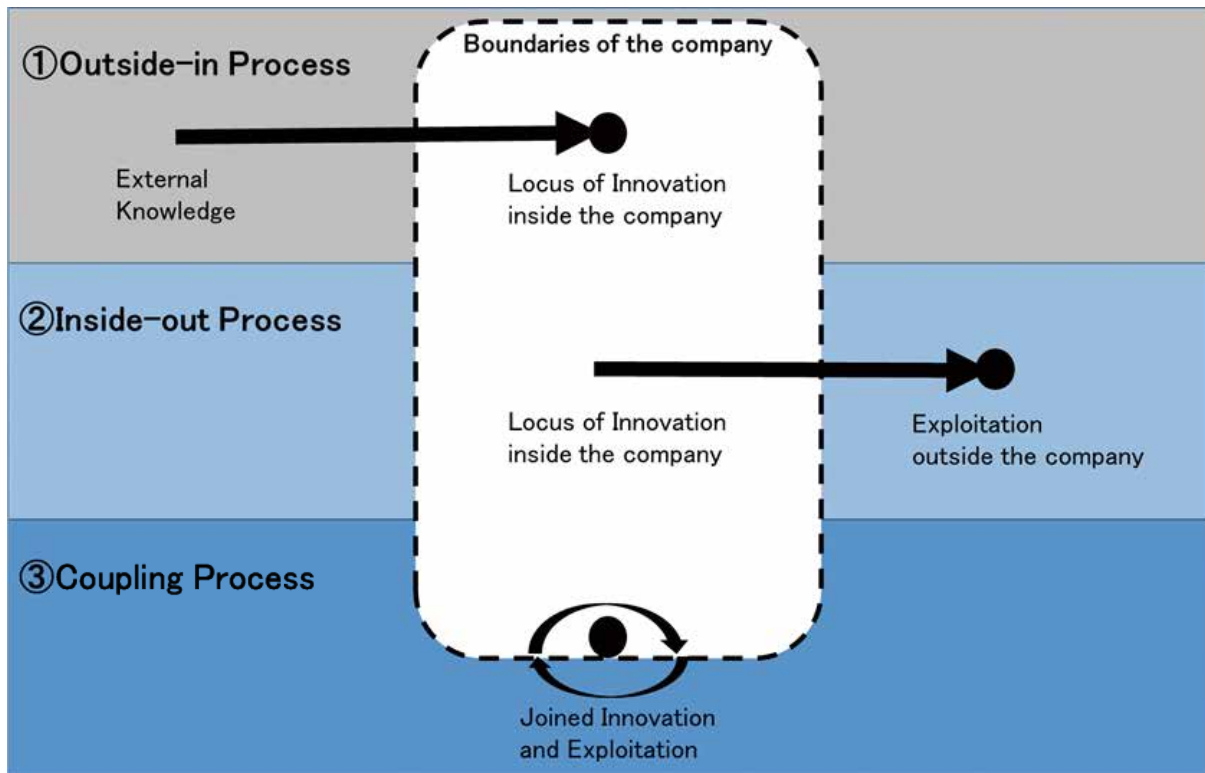 Boundaries of the company
①Outside-in Process
External
Knowledge
Locus of Innovation
inside the company
②Inside-out Process
Locus of Innovation
inside the company
Exploitation
outside the company
③Coupling Process
Joined Innovation
and Exploitation